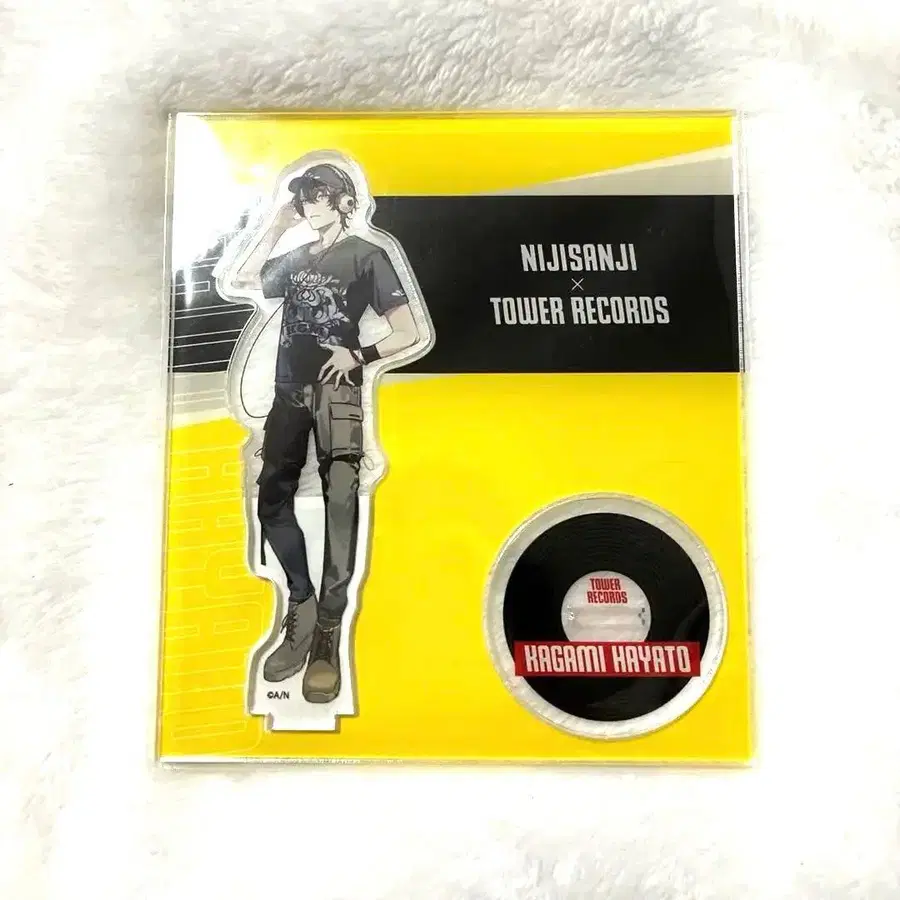 NIJISANJI
×
TOWER RECORDS
TOWER
RECORDS
KAGAMI HAYATO
©A/N